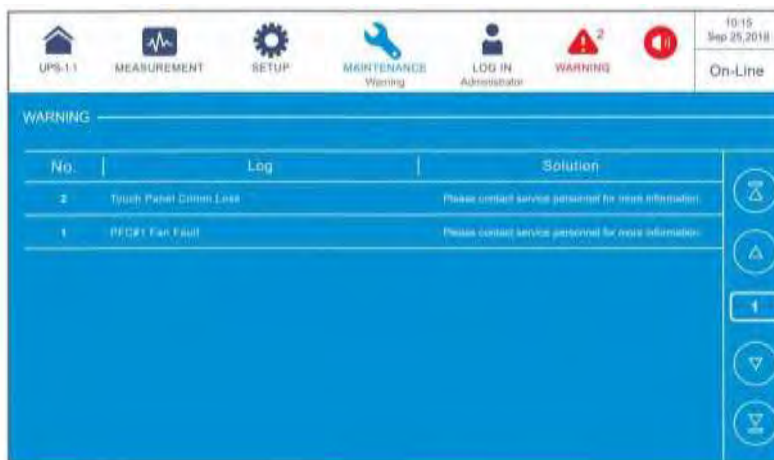 UPS-1.1
MEASUREMENT
SETUP
MAINTENANCE
Warning
LOG IN
Administrator
2
WARNING
10:15
Sep 25,2018
On-Line
WARNING
No. Log Solution
2 Touch Panel Comm Loss Please contact service personnel for more information.
1 PFC#1 Fan Fault Please contact service personnel for more information.
1